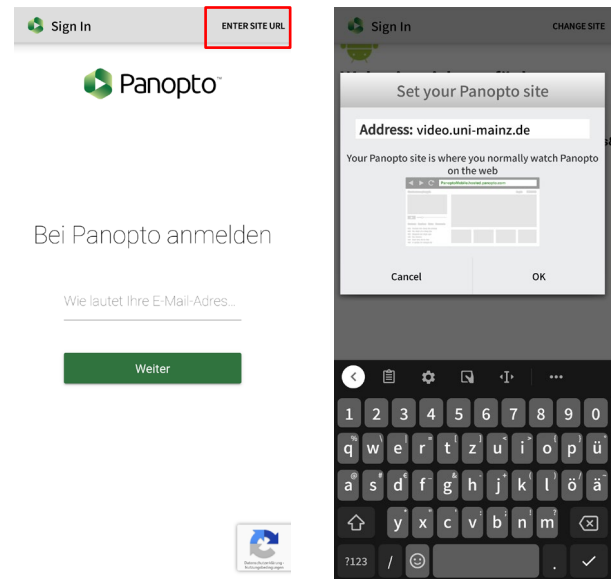 Sign In
ENTER SITE URL
Panopto™
Bei Panopto anmelden
Wie lautet Ihre E-Mail-Adres...
Weiter
Sign In
CHANGE SITE
Set your Panopto site
Address: video.uni-mainz.de
Your Panopto site is where you normally watch Panopto
on the web
Cancel
OK
1 2 3 4 5 6 7 8 9 0
q w e r t z u i o p ü
a s d f g h j k l ö ä
y x c v b n m
?123 / .